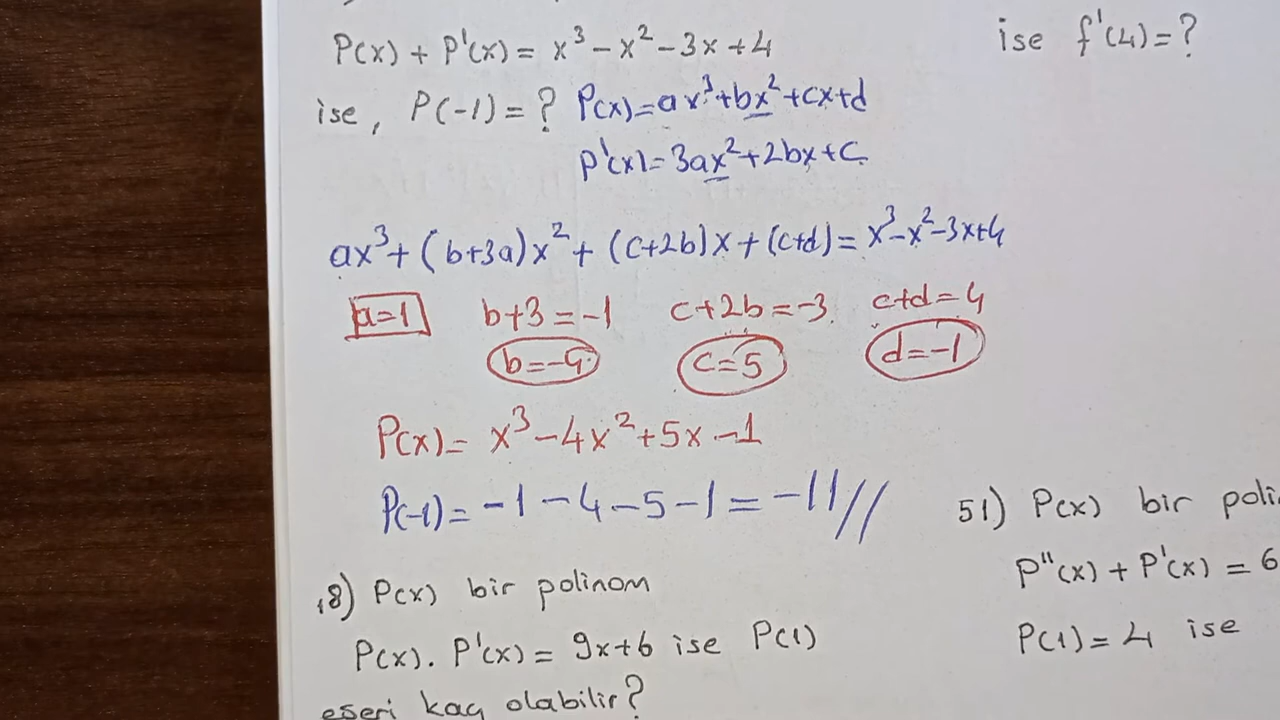 P(x) + P'(x) = x³ - x² - 3x + 4
ise, P(-1) = ? P(x) = ax³ + bx² + cx + d
P'(x) = 3ax² + 2bx + c
ax³ + (b+3a)x² + (c+2b)x + (c+d) = x³ - x² - 3x + 4
a=1 b+3=-1 c+2b=-3 c+d=4
b=-4 c=5 d=-1
P(x) = x³ - 4x² + 5x - 1
P(-1) = -1 - 4 - 5 - 1 = -11//
8) P(x) bir polinom
P(x). P'(x) = 9x+6 ise P(1)
eseri kaç olabilir?
ise f'(4) = ?
51) P(x) bir
P''(x) + P'(x) = 6
P(1) = 4 ise